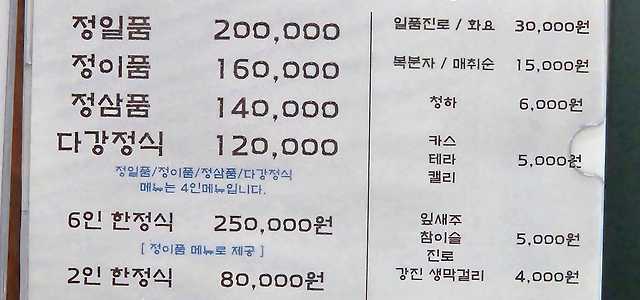 정일품 200,000
정이품 160,000
정삼품 140,000
다강정식 120,000
정일품/정이품/정삼품/다강정식
메뉴는 4인메뉴입니다.
6인 한정식 250,000원
[ 정이품 메뉴로 제공 ]
2인 한정식 80,000원
일품진로 / 화요 30,000원
복분자 / 매취순 15,000원
청하 6,000원
카스
테라 5,000원
켈리
잎새주
참이슬 5,000원
진로
강진 생막걸리 4,000원